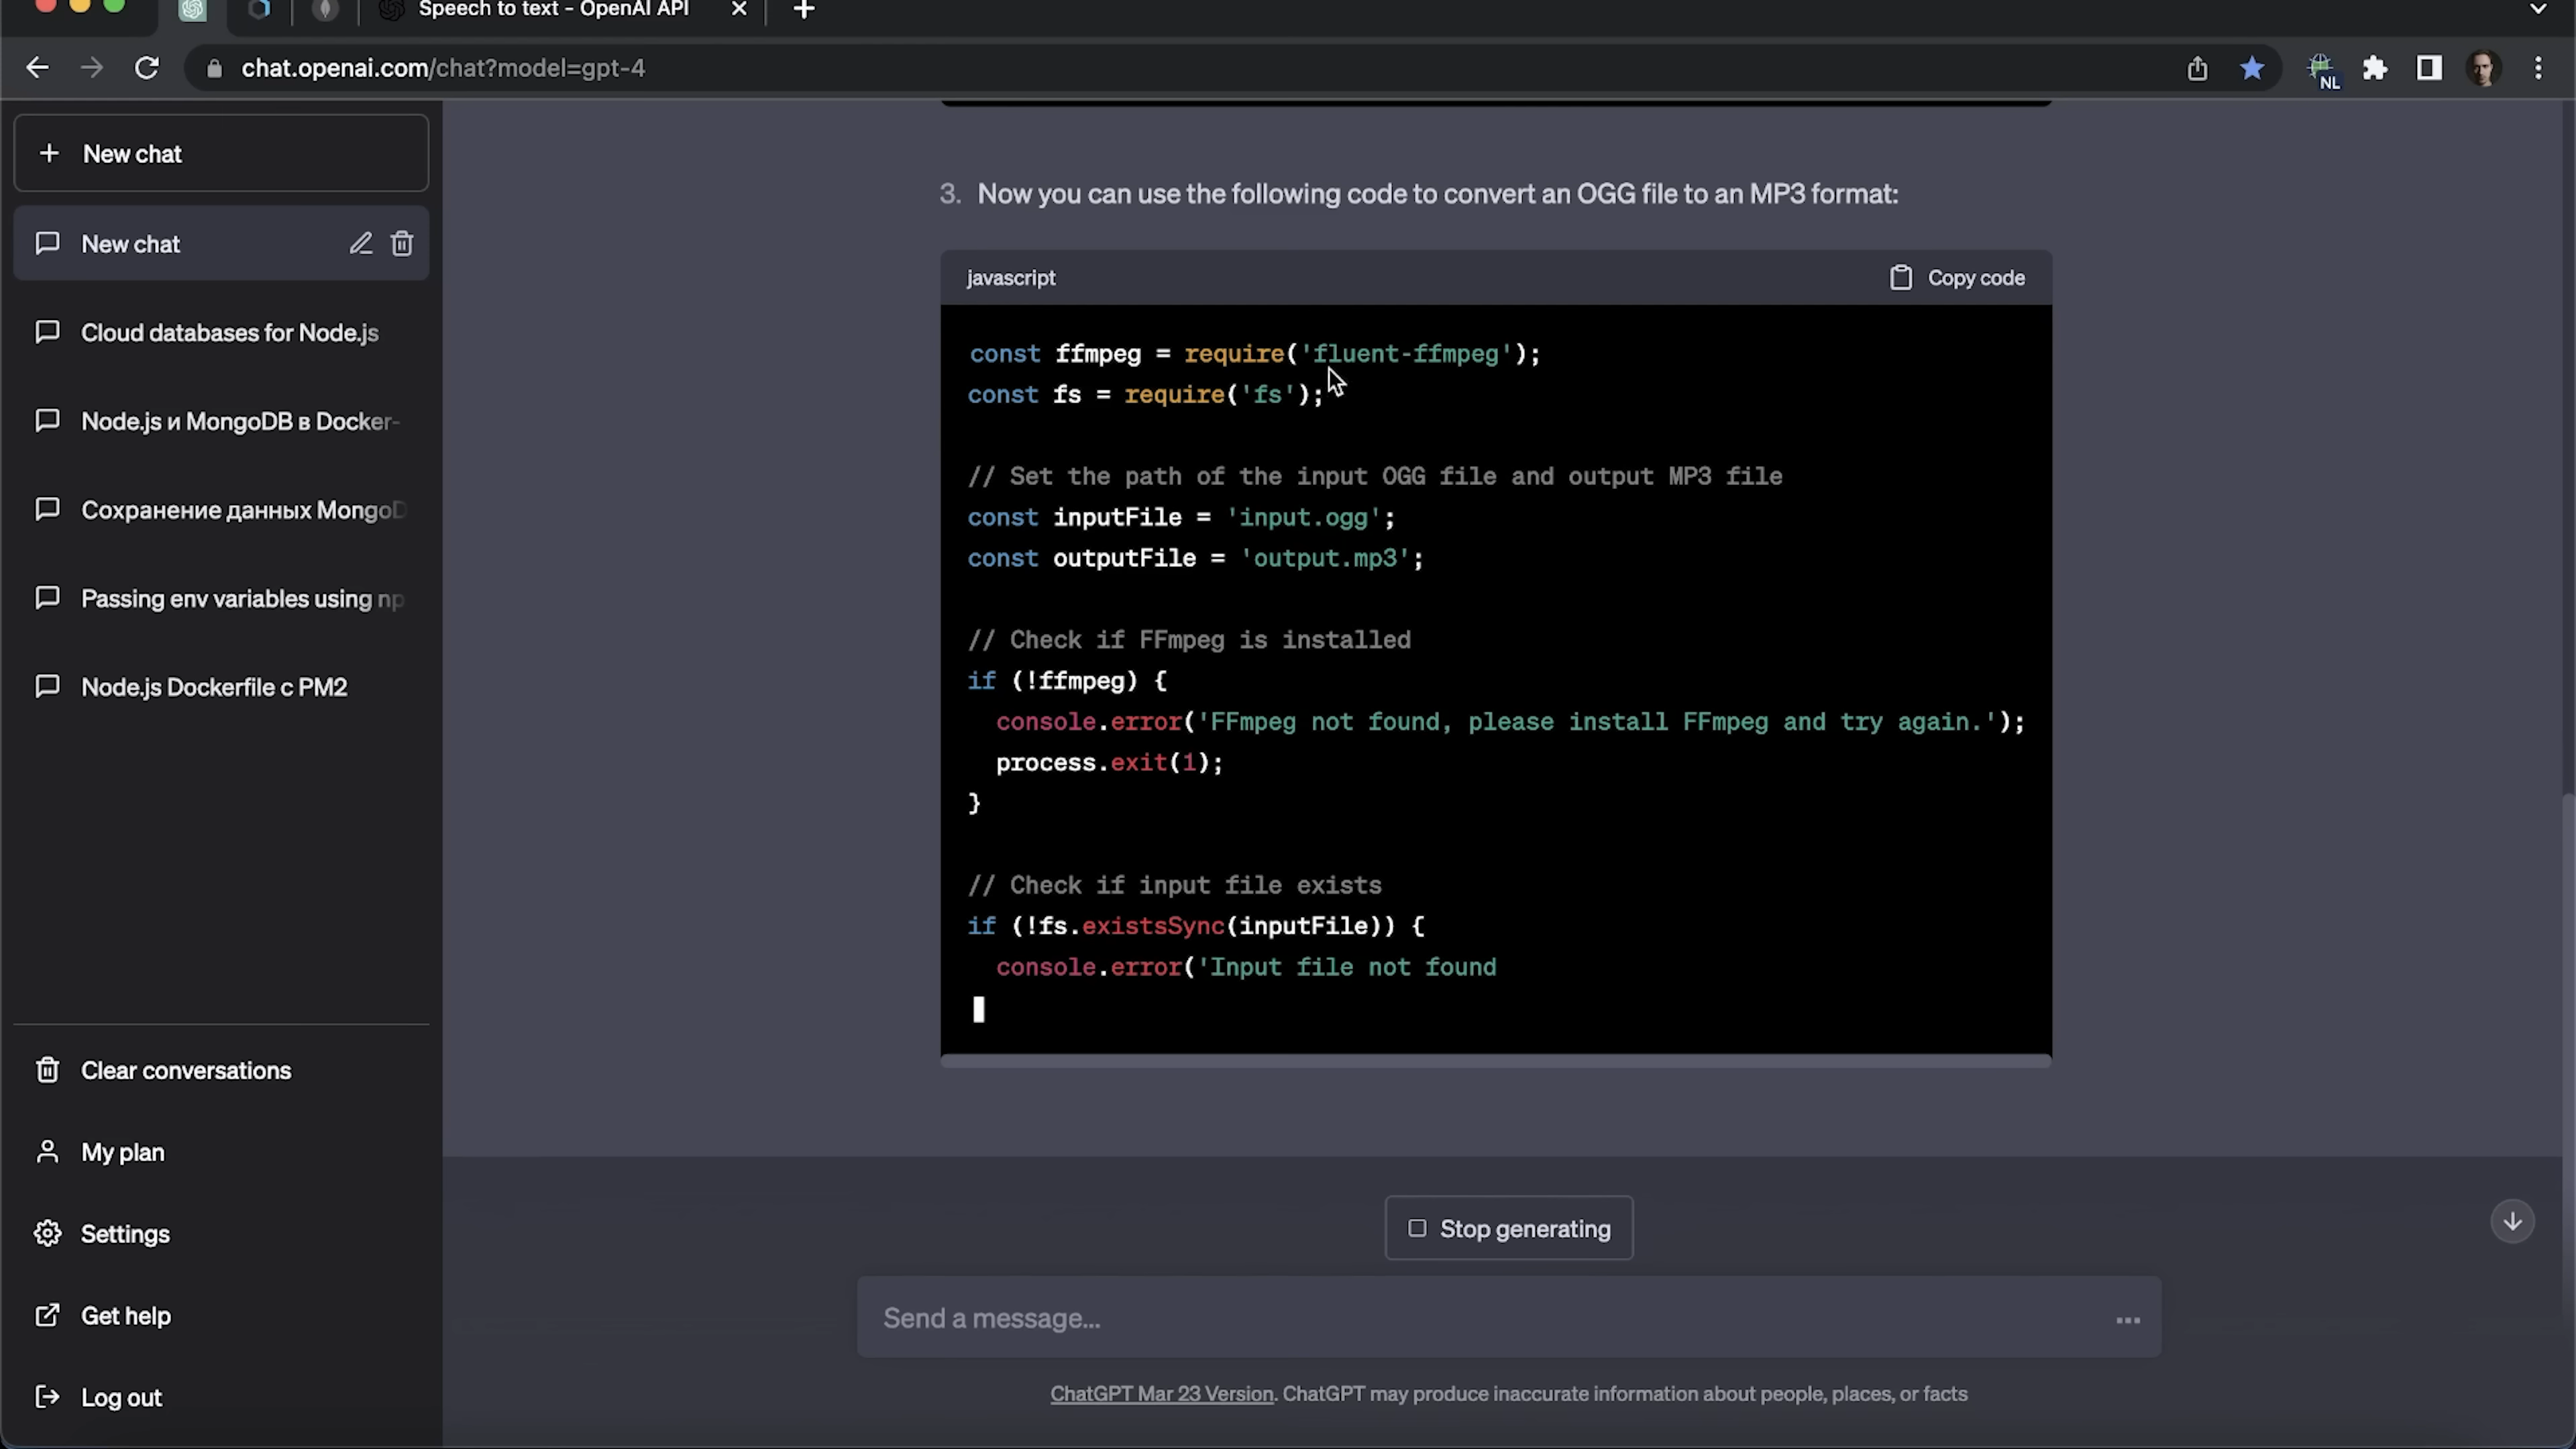 Speech to text - OpenAI API
chat.openai.com/chat?model=gpt-4
NL
New chat
New chat
Cloud databases for Node.js
Node.js и MongoDB в Docker-
Сохранение данных MongoD
Passing env variables using np
Node.js Dockerfile с PM2
Clear conversations
My plan
Settings
Get help
Log out
3. Now you can use the following code to convert an OGG file to an MP3 format:
javascript
Copy code
const ffmpeg = require('fluent-ffmpeg');
const fs = require('fs');
// Set the path of the input OGG file and output MP3 file
const inputFile = 'input.ogg';
const outputFile = 'output.mp3';
// Check if FFmpeg is installed
if (!ffmpeg) {
console.error('FFmpeg not found, please install FFmpeg and try again.');
process.exit(1);
}
// Check if input file exists
if (!fs.existsSync(inputFile)) {
console.error('Input file not found
Stop generating
Send a message...
ChatGPT Mar 23 Version. ChatGPT may produce inaccurate information about people, places, or facts